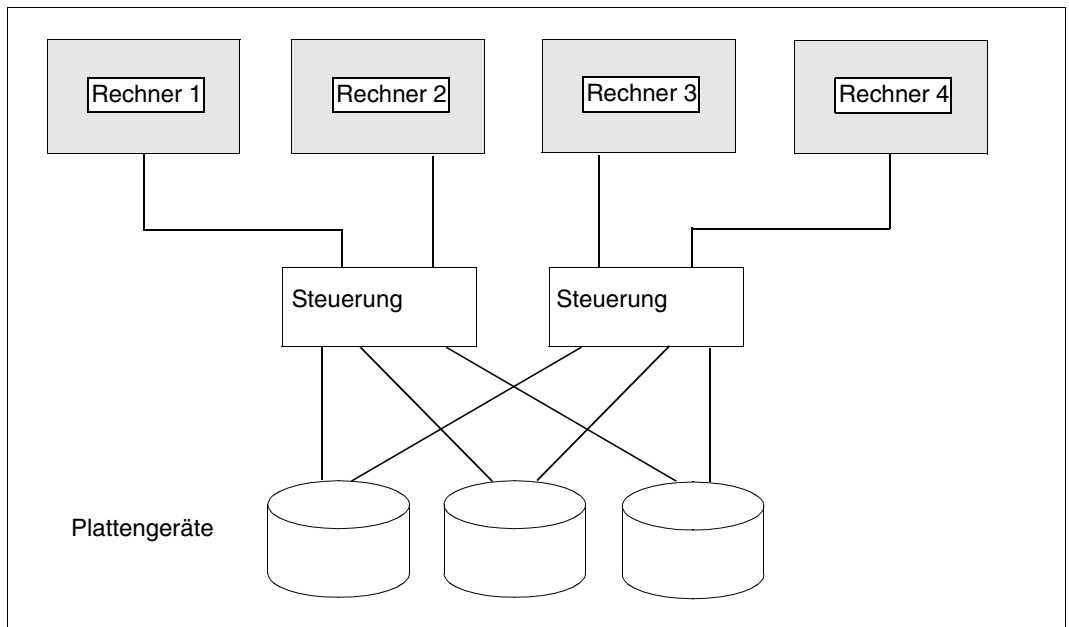 Rechner 1
Rechner 2
Rechner 3
Rechner 4
Steuerung
Steuerung
Plattengeräte